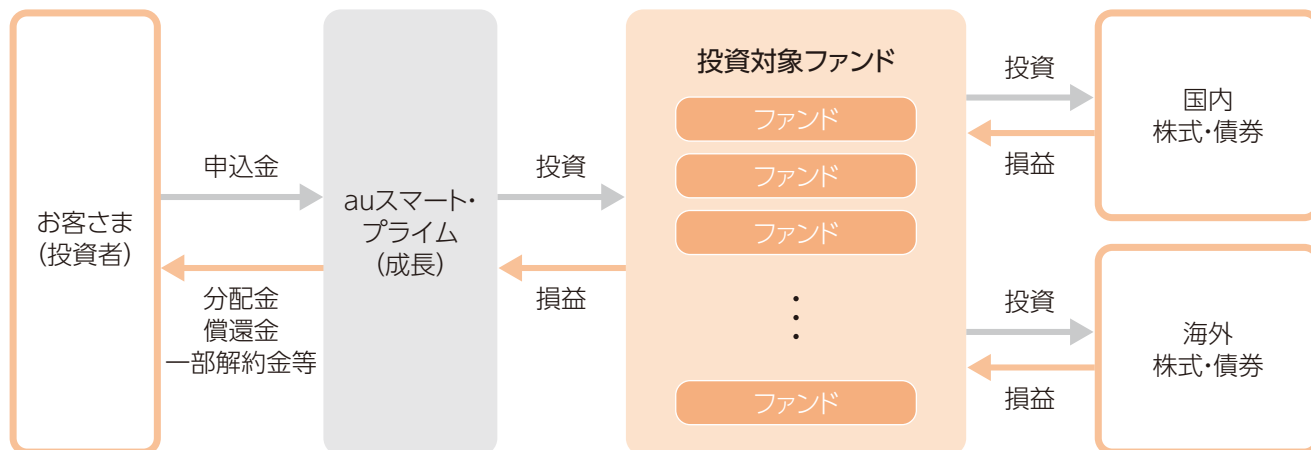 お客さま
(投資者)
申込金
分配金
償還金
一部解約金等
auスマート・
プライム
(成長)
投資
損益
投資対象ファンド
ファンド
ファンド
ファンド
⋮
ファンド
投資
損益
国内
株式・債券
投資
損益
海外
株式・債券